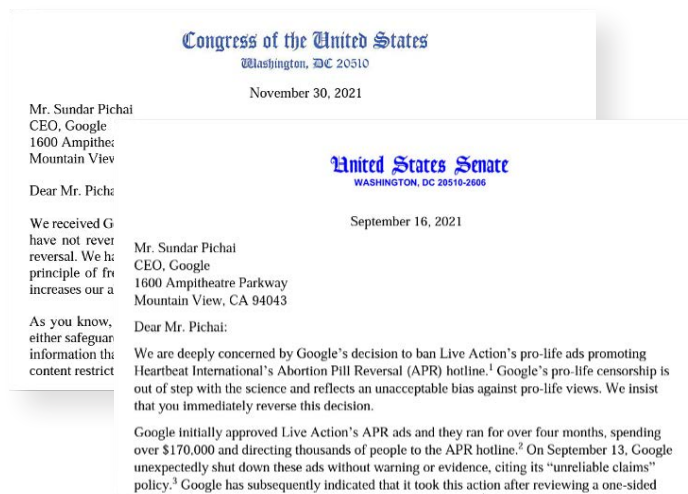 Congress of the United States
Washington, DC 20510
November 30, 2021
Mr. Sundar Pichai
CEO, Google
1600
Mountain View
Dear Mr.
We received
have not
reversal. We
principle of
increases our
As you know,
either
information
content
United States Senate
WASHINGTON, DC 20510-2606
September 16, 2021
Mr. Sundar Pichai
CEO, Google
1600 Ampitheatre Parkway
Mountain View, CA 94043
Dear Mr. Pichai:
We are deeply concerned by Google's decision to ban Live Action's pro-life ads promoting
Heartbeat International's Abortion Pill Reversal (APR) hotline.1 Google's pro-life censorship is
out of step with the science and reflects an unacceptable bias against pro-life views. We insist
that you immediately reverse this decision.
Google initially approved Live Action's APR ads and they ran for over four months, spending
over $170,000 and directing thousands of people to the APR hotline.2 On September 13, Google
unexpectedly shut down these ads without warning or evidence, citing its "unreliable claims"
policy.3 Google has subsequently indicated that it took this action after reviewing a one-sided